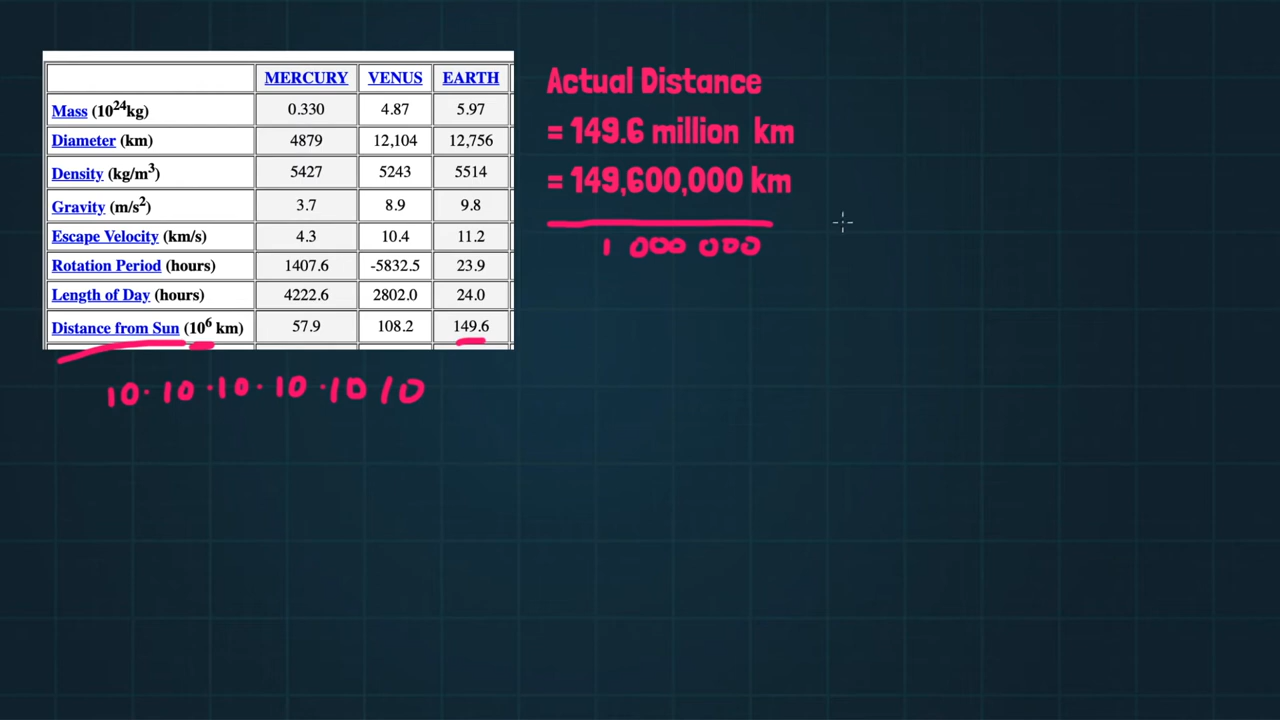 MERCURY VENUS EARTH
Mass (10²⁴kg) 0.330 4.87 5.97
Diameter (km) 4879 12,104 12,756
Density (kg/m³) 5427 5243 5514
Gravity (m/s²) 3.7 8.9 9.8
Escape Velocity (km/s) 4.3 10.4 11.2
Rotation Period (hours) 1407.6 -5832.5 23.9
Length of Day (hours) 4222.6 2802.0 24.0
Distance from Sun (10⁶ km) 57.9 108.2 149.6
10·10·10·10·10 10
Actual Distance
= 149.6 million km
= 149,600,000 km
1 000 000